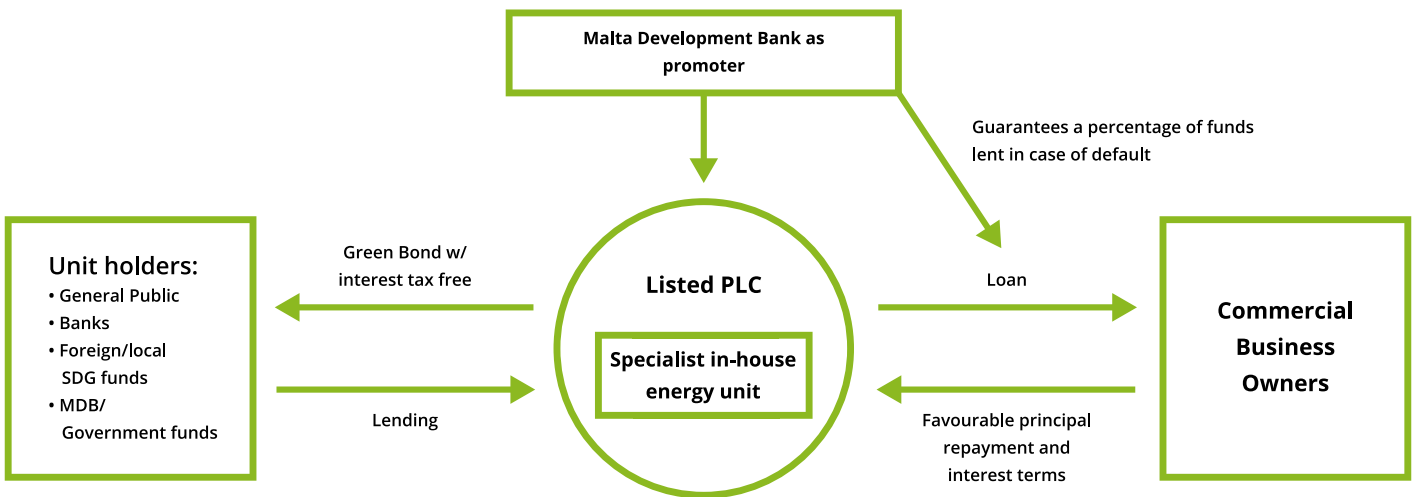 Malta Development Bank as
promoter
Guarantees a percentage of funds
lent in case of default
Unit holders:
• General Public
• Banks
• Foreign/local
SDG funds
• MDB/
Government funds
Green Bond w/
interest tax free
Lending
Listed PLC
Specialist in-house
energy unit
Loan
Favourable principal
repayment and
interest terms
Commercial
Business
Owners